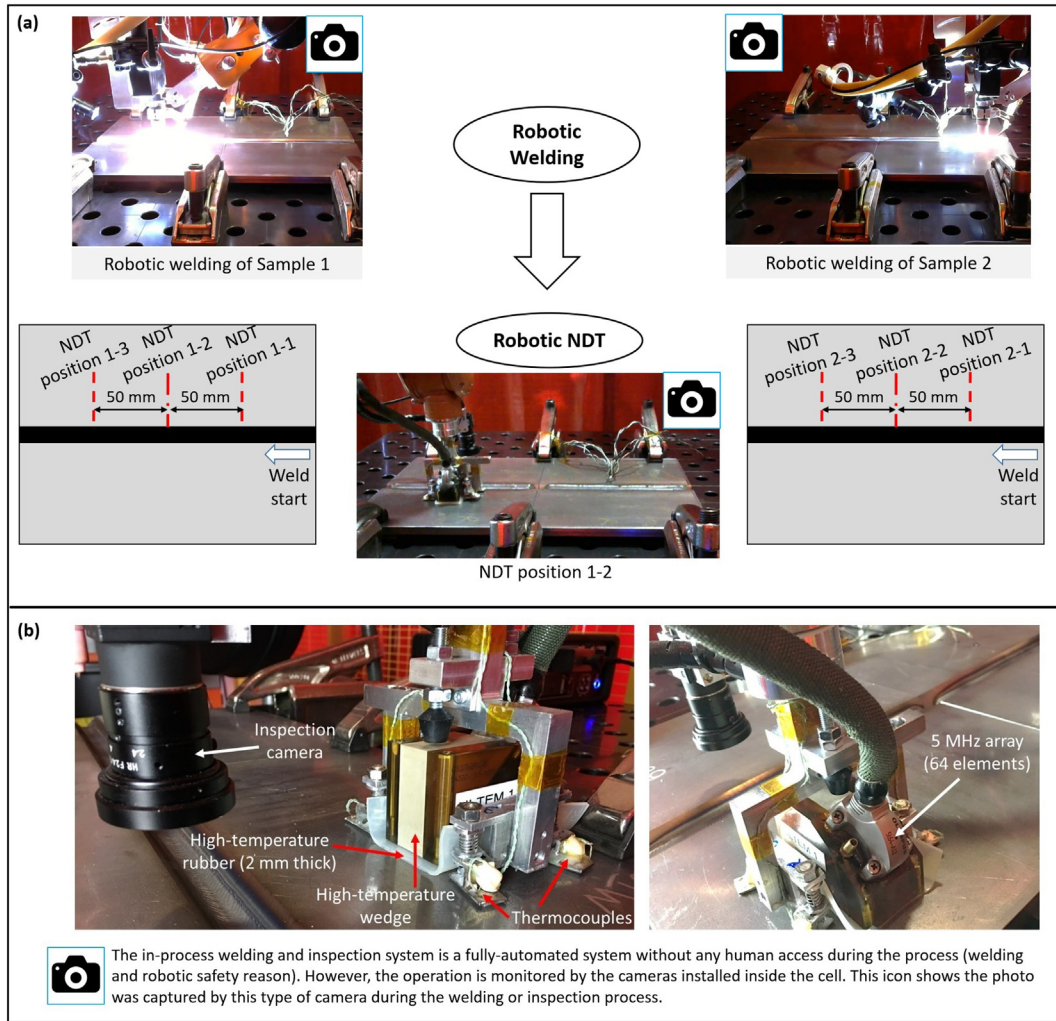 (a)
Robotic welding of Sample 1
Robotic
Welding
Robotic welding of Sample 2
Robotic NDT
NDT
position 1-3
NDT
position 1-2
NDT
position 1-1
50 mm
50 mm
Weld
start
NDT position 1-2
NDT
position 2-3
NDT
position 2-2
NDT
position 2-1
50 mm
50 mm
Weld
start
(b)
Inspection
camera
High-temperature
rubber (2 mm thick)
High-temperature
wedge
Thermocouples
5 MHz array
(64 elements)
The in-process welding and inspection system is a fully-automated system without any human access during the process (welding
and robotic safety reason). However, the operation is monitored by the cameras installed inside the cell. This icon shows the photo
was captured by this type of camera during the welding or inspection process.